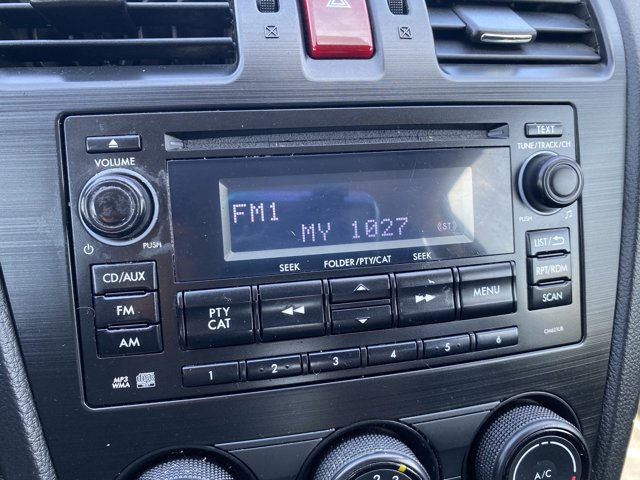 TEXT
VOLUME
TUNE/TRACK/CH
PUSH
PUSH
FM1
MY 1027
(ST)
LIST/
SEEK FOLDER/PTY/CAT SEEK
CD/AUX
RPT/RDM
FM
PTY
CAT
MENU
SCAN
AM
MP3
WMA
1 2 3 4 5 6
A/C